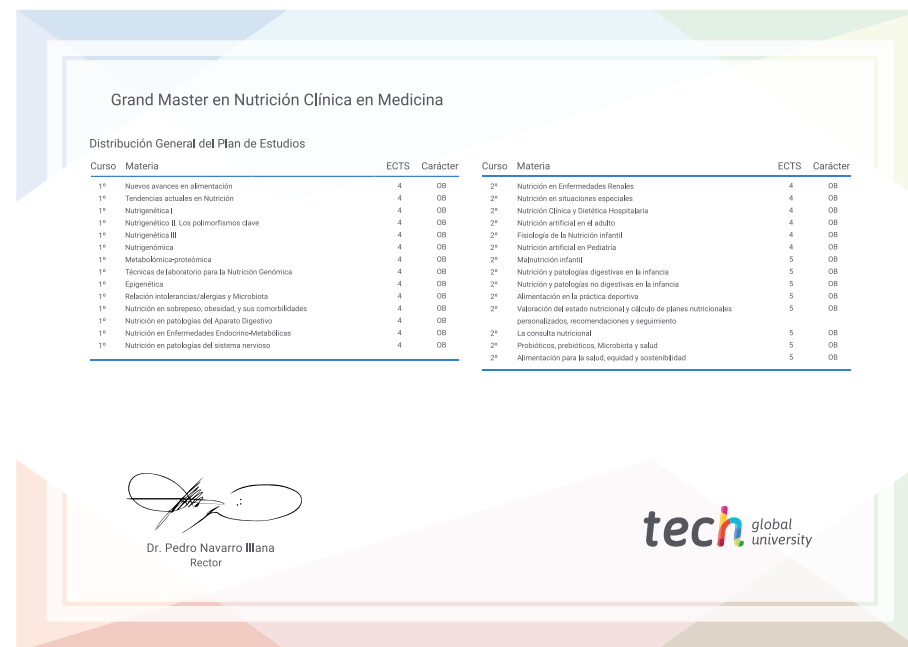 Grand Master en Nutrición Clínica en Medicina
Distribución General del Plan de Estudios
Curso Materia ECTS Carácter
1º Nuevos avances en alimentación 4 OB
1º Tendencias actuales en Nutrición 4 OB
1º Nutrigenética I 4 OB
1º Nutrigenético II. Los polimorfismos clave 4 OB
1º Nutrigenética III 4 OB
1º Nutrigenómica 4 OB
1º Metabolómica-proteómica 4 OB
1º Técnicas de laboratorio para la Nutrición Genómica 4 OB
1º Epigenética 4 OB
1º Relación intolerancias/alergias y Microbiota 4 OB
1º Nutrición en sobrepeso, obesidad, y sus comorbilidades 4 OB
1º Nutrición en patologías del Aparato Digestivo 4 OB
1º Nutrición en Enfermedades Endocrino-Metabólicas 4 OB
1º Nutrición en patologías del sistema nervioso 4 OB
Curso Materia ECTS Carácter
2º Nutrición en Enfermedades Renales 4 OB
2º Nutrición en situaciones especiales 4 OB
2º Nutrición Clínica y Dietética Hospitalaria 4 OB
2º Nutrición artificial en el adulto 4 OB
2º Fisiología de la Nutrición infantil 4 OB
2º Nutrición artificial en Pediatría 4 OB
2º Malnutrición infantil 5 OB
2º Nutrición y patologías digestivas en la infancia 5 OB
2º Nutrición y patologías no digestivas en la infancia 5 OB
2º Alimentación en la práctica deportiva 5 OB
2º Valoración del estado nutricional y cálculo de planes nutricionales 5 OB
personalizados, recomendaciones y seguimiento
2º La consulta nutricional 5 OB
2º Probióticos, prebióticos, Microbiota y salud 5 OB
2º Alimentación para la salud, equidad y sostenibilidad 5 OB
Dr. Pedro Navarro Illana
Rector
tech global
university